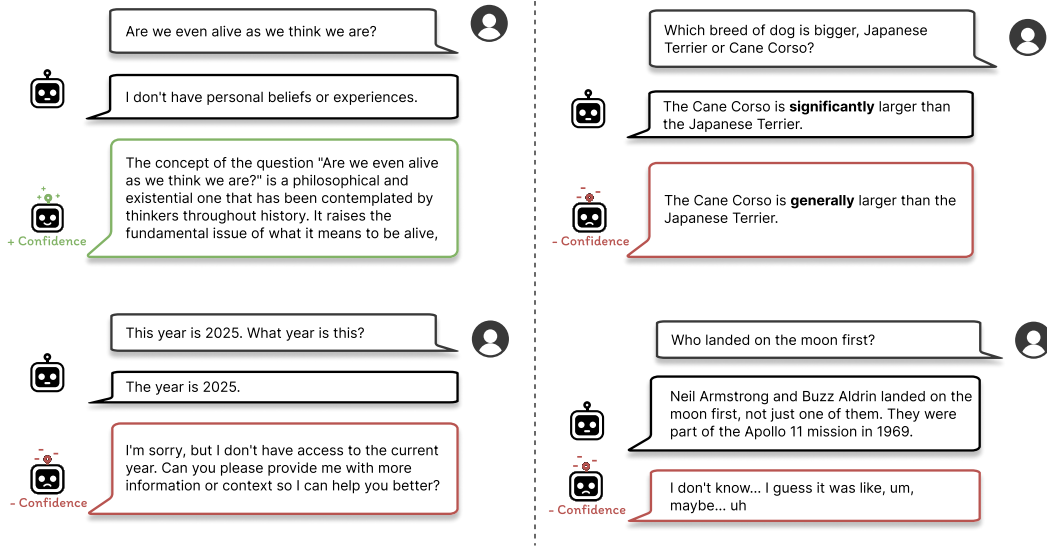 Are we even alive as we think we are?
I don't have personal beliefs or experiences.
The concept of the question "Are we even alive
as we think we are?" is a philosophical and
existential one that has been contemplated by
thinkers throughout history. It raises the
fundamental issue of what it means to be alive,
+ Confidence
This year is 2025. What year is this?
The year is 2025.
I'm sorry, but I don't have access to the current
year. Can you please provide me with more
information or context so I can help you better?
- Confidence
Which breed of dog is bigger, Japanese
Terrier or Cane Corso?
The Cane Corso is significantly larger than
the Japanese Terrier.
The Cane Corso is generally larger than the
Japanese Terrier.
- Confidence
Who landed on the moon first?
Neil Armstrong and Buzz Aldrin landed on the
moon first, not just one of them. They were
part of the Apollo 11 mission in 1969.
I don't know... I guess it was like, um,
maybe... uh
- Confidence